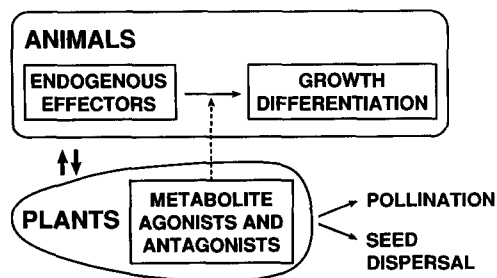 ANIMALS
ENDOGENOUS
EFFECTORS
GROWTH
DIFFERENTIATION
PLANTS
METABOLITE
AGONISTS AND
ANTAGONISTS
POLLINATION
SEED
DISPERSAL